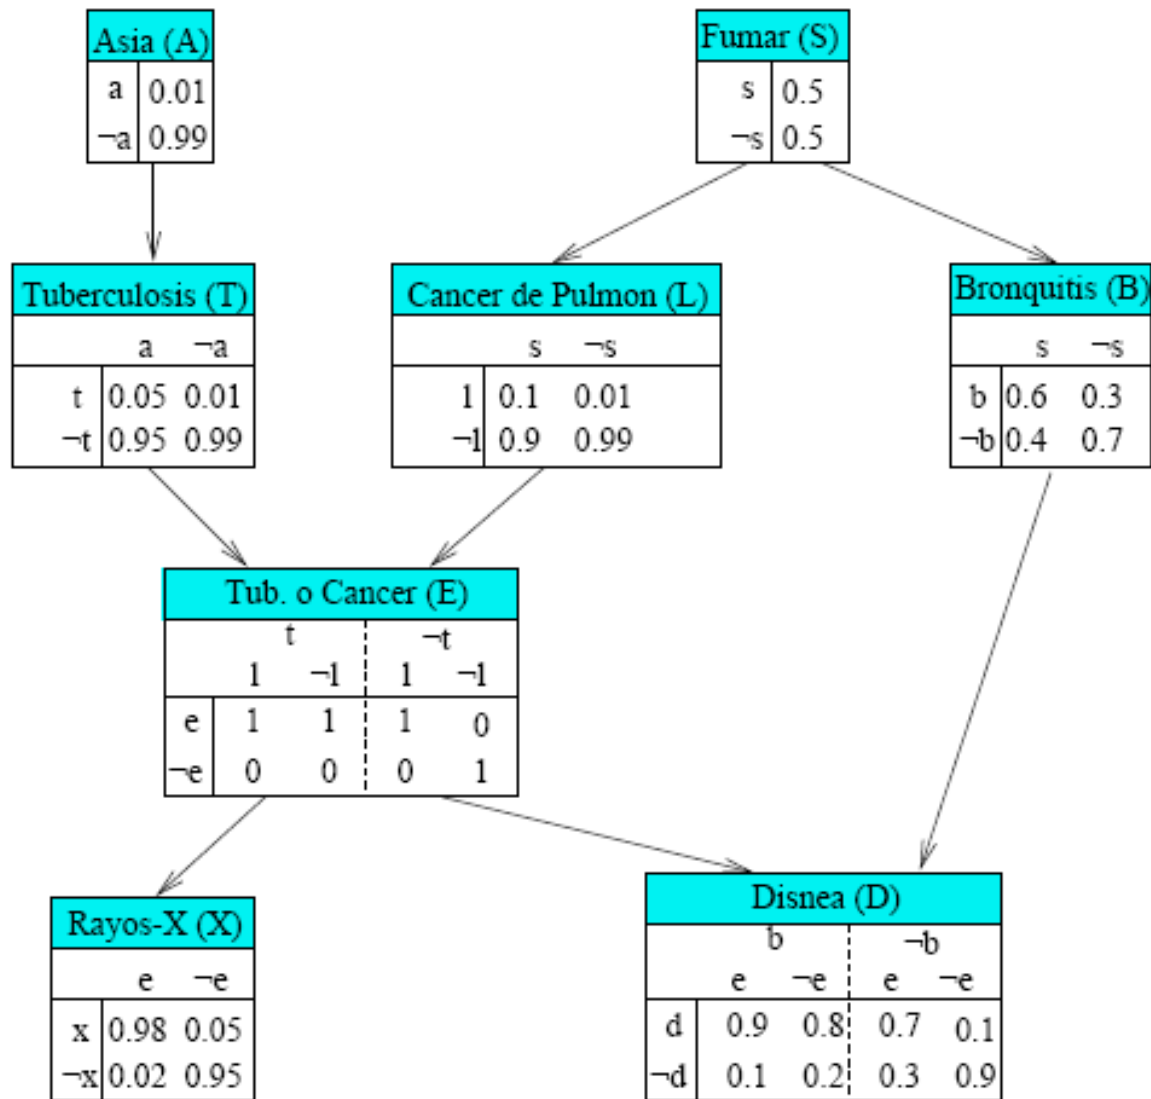 Asia (A)
a 0.01
¬a 0.99
Fumar (S)
s 0.5
¬s 0.5
Tuberculosis (T)
a ¬a
t 0.05 0.01
¬t 0.95 0.99
Cancer de Pulmon (L)
s ¬s
l 0.1 0.01
¬l 0.9 0.99
Bronquitis (B)
s ¬s
b 0.6 0.3
¬b 0.4 0.7
Tub. o Cancer (E)
t ¬t
l ¬l l ¬l
e 1 1 1 0
¬e 0 0 0 1
Rayos-X (X)
e ¬e
x 0.98 0.05
¬x 0.02 0.95
Disnea (D)
b ¬b
e ¬e e ¬e
d 0.9 0.8 0.7 0.1
¬d 0.1 0.2 0.3 0.9